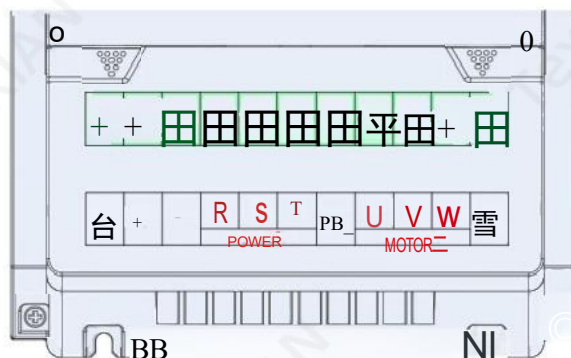 o 0
+ + 田 田 田 田 田 平 田 + 田
台 + - R S T PB_ U V W 雪
POWER MOTOR二
BB NI